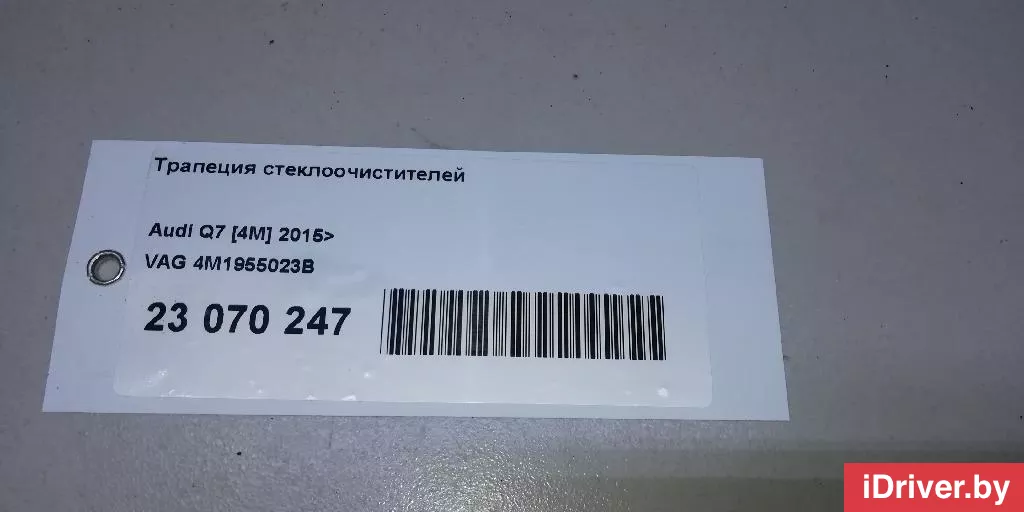 Трапеция стеклоочистителей
Audi Q7 [4M] 2015>
VAG 4M1955023B
23 070 247
iDriver.by